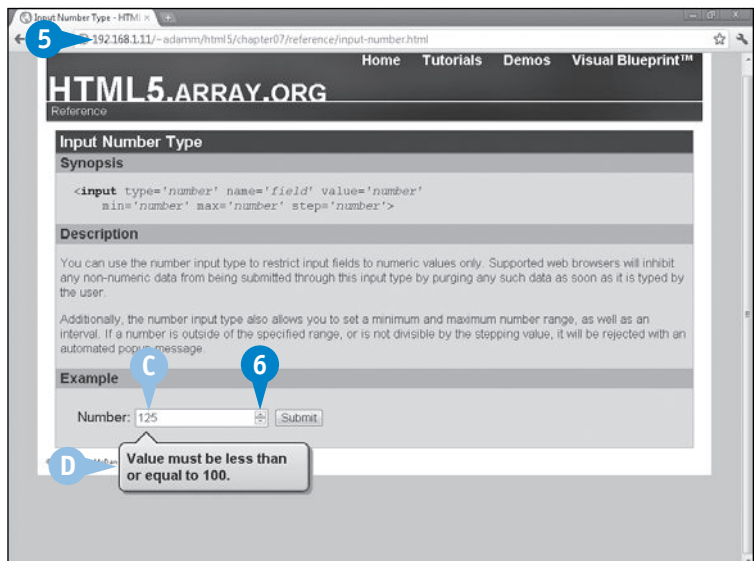 Input Number Type - HTML
5
192.168.1.11/~adamm/html5/chapter07/reference/input-number.html
Home Tutorials Demos Visual Blueprint™
HTML5.ARRAY.ORG
Reference
Input Number Type
Synopsis
<input type='number' name='field' value='number'
min='number' max='number' step='number'>
Description
You can use the number input type to restrict input fields to numeric values only. Supported web browsers will inhibit
any non-numeric data from being submitted through this input type by purging any such data as soon as it is typed by
the user.
Additionally, the number input type also allows you to set a minimum and maximum number range, as well as an
interval. If a number is outside of the specified range, or is not divisible by the stepping value, it will be rejected with an
automated popup message.
C
6
Example
Number: 125 Submit
D
Value must be less than
or equal to 100.